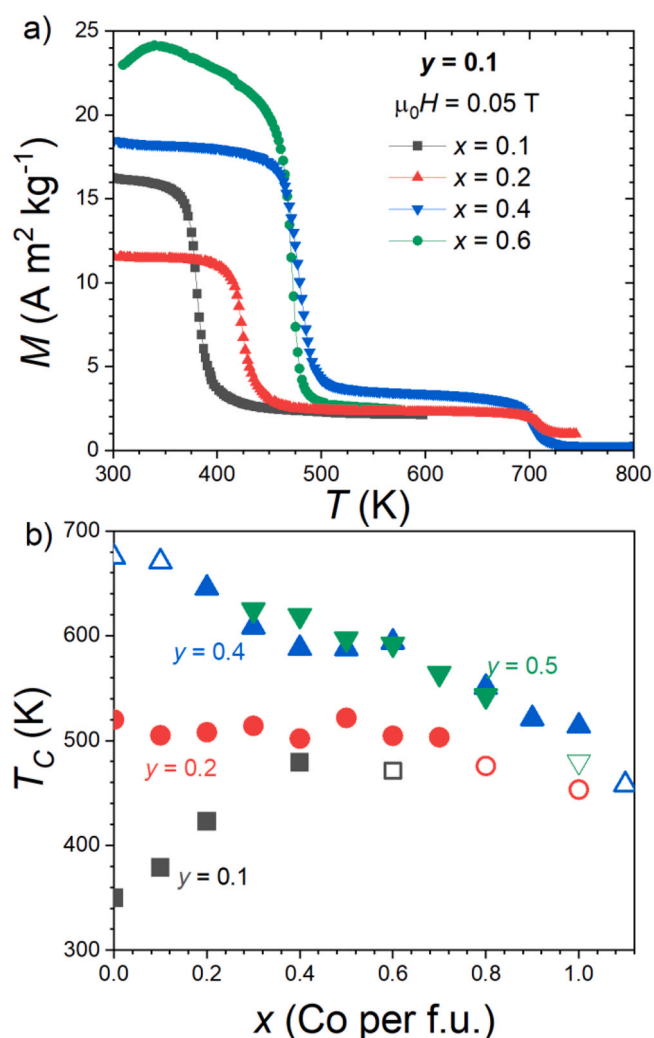 a)
y = 0.1
μ₀H = 0.05 T
x = 0.1
x = 0.2
x = 0.4
x = 0.6
25
20
15
10
5
0
M (A m² kg⁻¹)
300 400 500 600 700 800
T (K)
b)
700
600
500
400
300
T_C (K)
y = 0.4
y = 0.5
y = 0.2
y = 0.1
0.0 0.2 0.4 0.6 0.8 1.0
x (Co per f.u.)